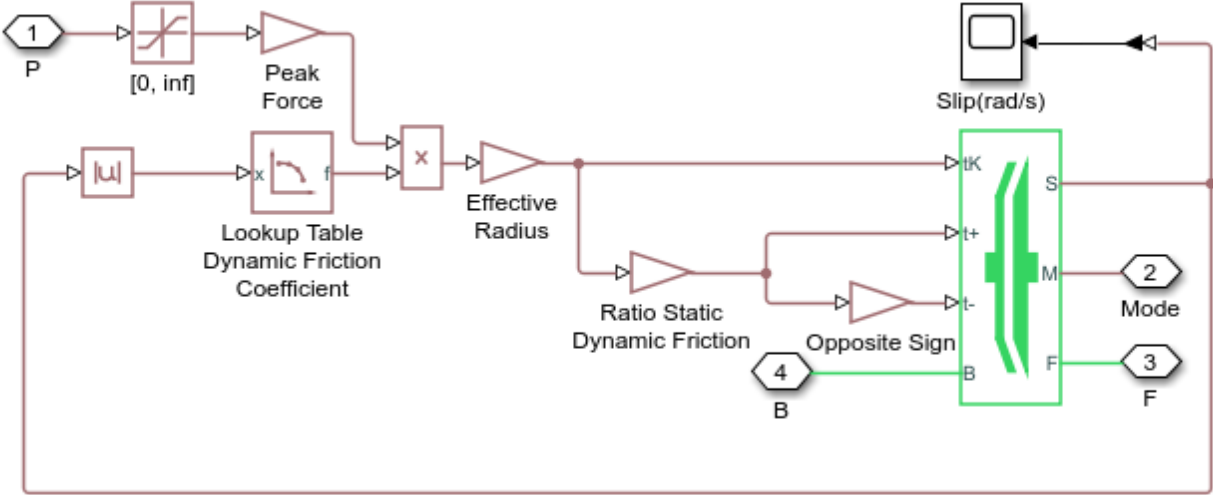 1
P
[0, inf]
Peak
Force
Slip(rad/s)
|u|
x
f
Lookup Table
Dynamic Friction
Coefficient
x
Effective
Radius
tK
S
t+
Ratio Static
Dynamic Friction
t-
Opposite Sign
M
2
Mode
4
B
B
F
3
F